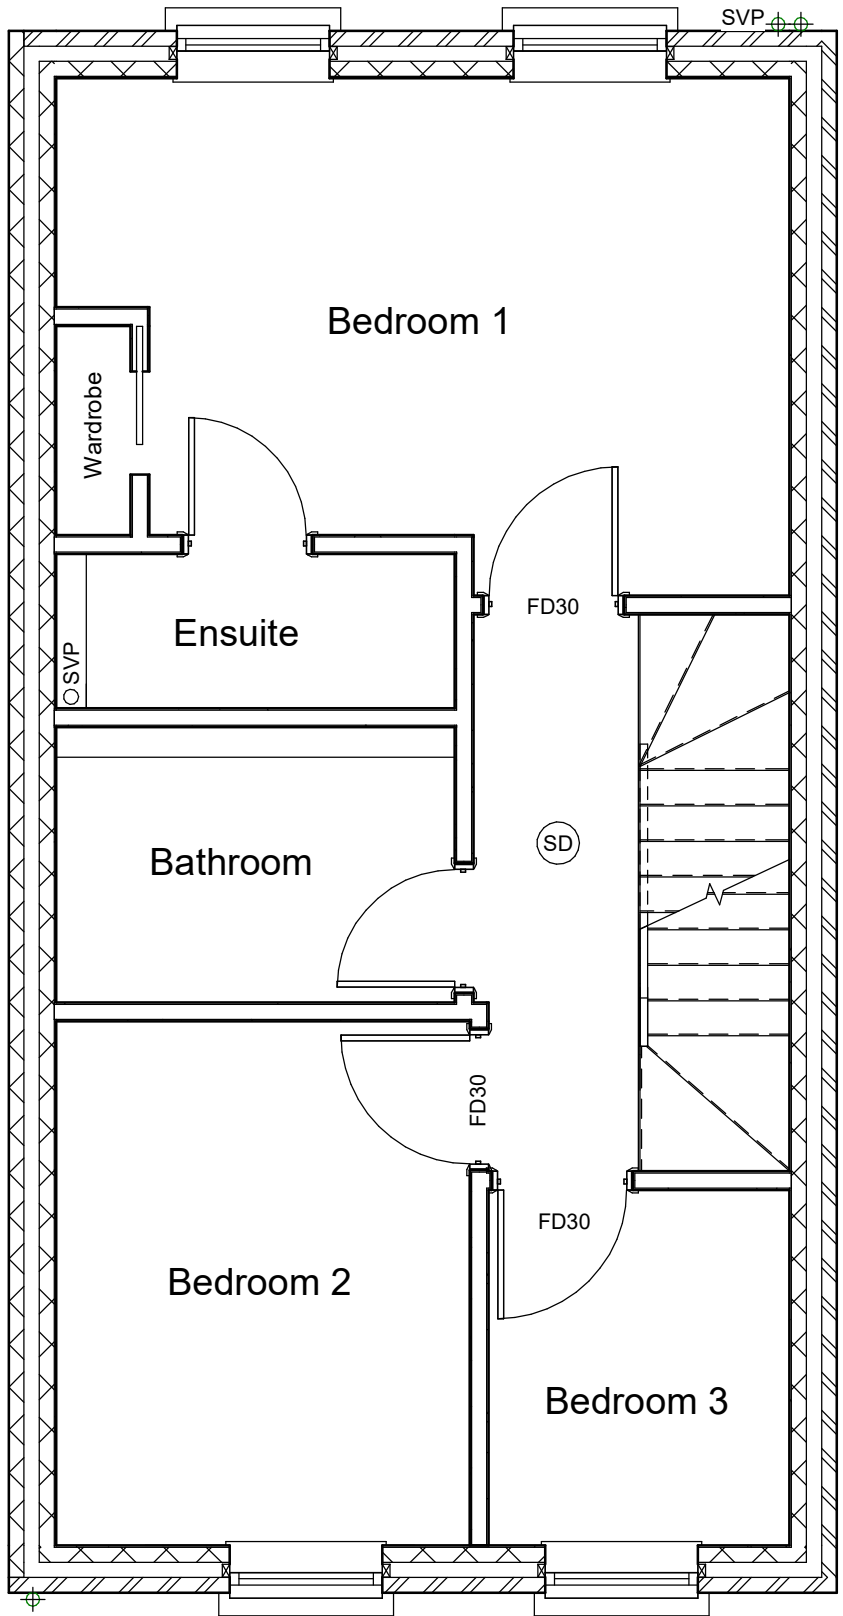 SVP
Bedroom 1
Wardrobe
FD30
Ensuite
SVP
SD
Bathroom
FD30
FD30
Bedroom 2
Bedroom 3